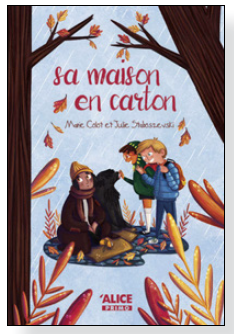 sa maison
en carton
Marie Colot et Julie Staboszevski
'ALICE
PRIMO